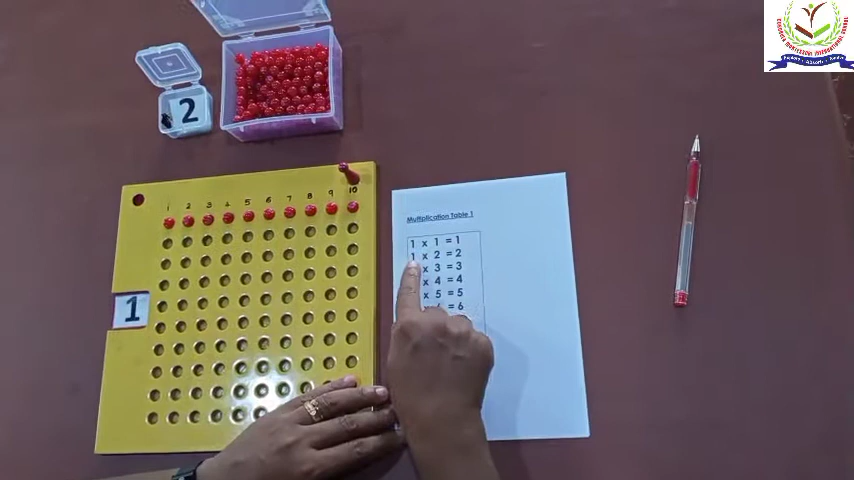 2
1 2 3 4 5 6 7 8 9 10
1
Multiplication Table 1
1 x 1 = 1
1 x 2 = 2
x 3 = 3
x 4 = 4
x 5 = 5
= 6